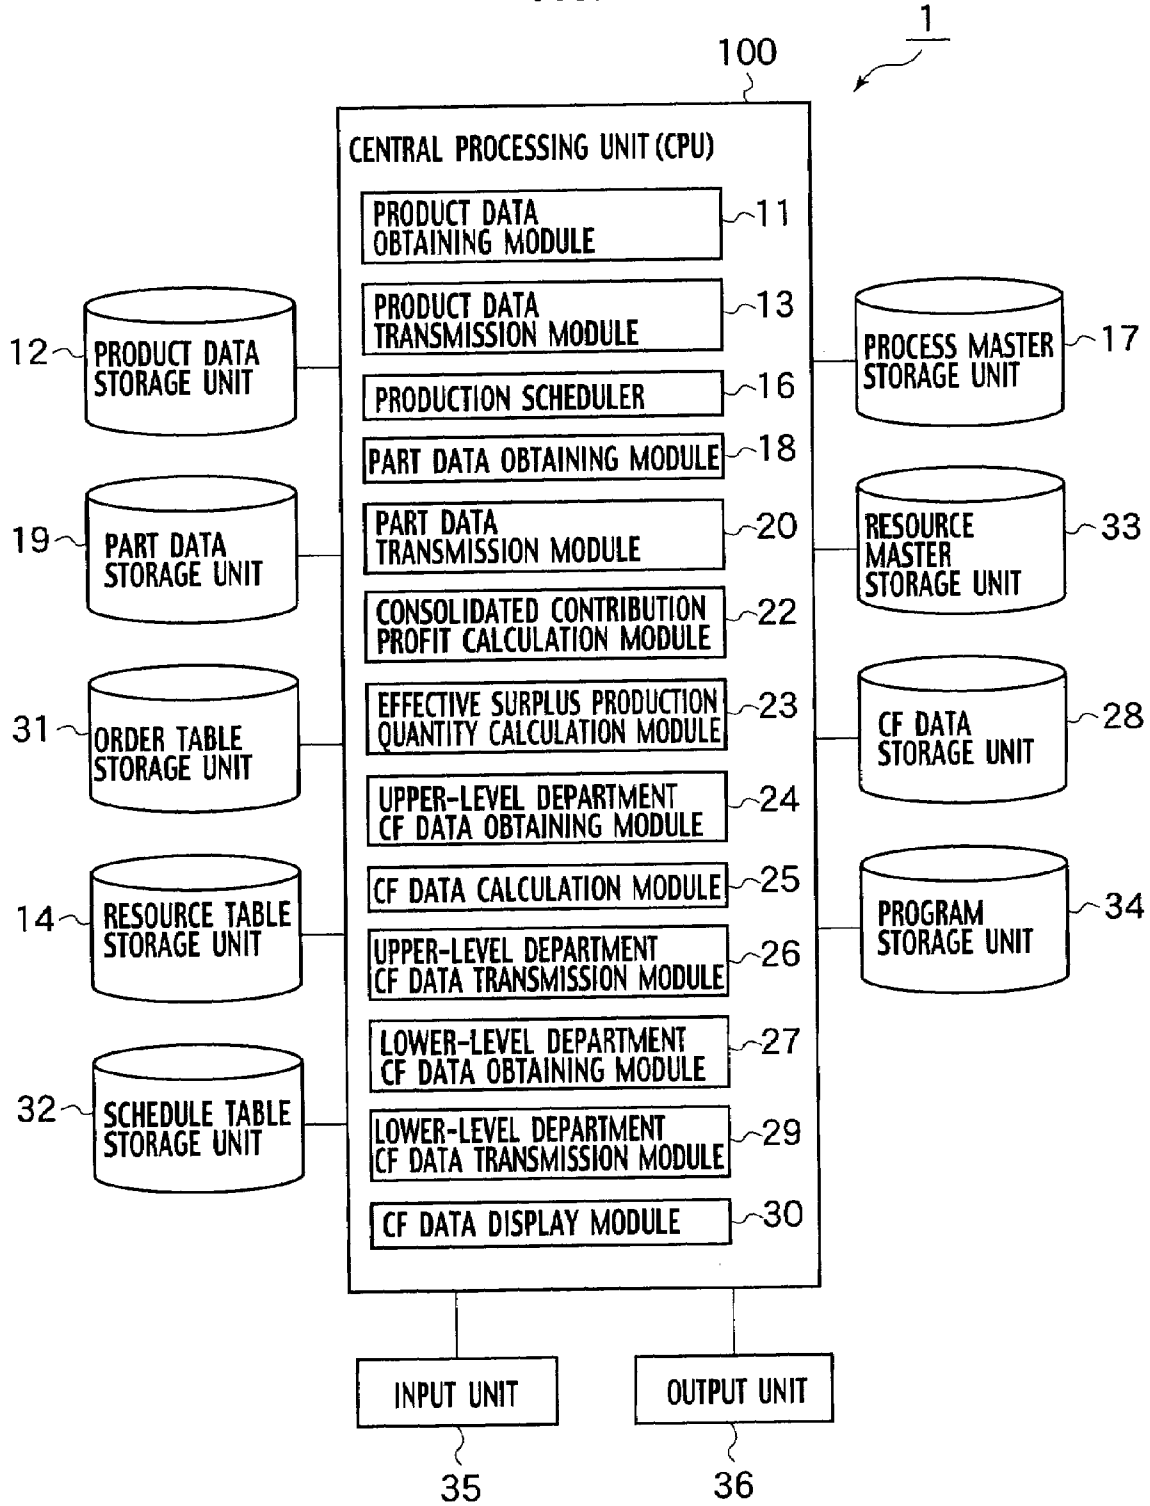 1
100
CENTRAL PROCESSING UNIT (CPU)
PRODUCT DATA
OBTAINING MODULE
11
PRODUCT DATA
TRANSMISSION MODULE
13
PRODUCTION SCHEDULER
16
PART DATA OBTAINING MODULE
18
PART DATA
TRANSMISSION MODULE
20
CONSOLIDATED CONTRIBUTION
PROFIT CALCULATION MODULE
22
EFFECTIVE SURPLUS PRODUCTION
QUANTITY CALCULATION MODULE
23
UPPER-LEVEL DEPARTMENT
CF DATA OBTAINING MODULE
24
CF DATA CALCULATION MODULE
25
UPPER-LEVEL DEPARTMENT
CF DATA TRANSMISSION MODULE
26
LOWER-LEVEL DEPARTMENT
CF DATA OBTAINING MODULE
27
LOWER-LEVEL DEPARTMENT
CF DATA TRANSMISSION MODULE
29
CF DATA DISPLAY MODULE
30
12
PRODUCT DATA
STORAGE UNIT
19
PART DATA
STORAGE UNIT
31
ORDER TABLE
STORAGE UNIT
14
RESOURCE TABLE
STORAGE UNIT
32
SCHEDULE TABLE
STORAGE UNIT
PROCESS MASTER
STORAGE UNIT
17
RESOURCE
MASTER
STORAGE UNIT
33
CF DATA
STORAGE UNIT
28
PROGRAM
STORAGE UNIT
34
INPUT UNIT
35
OUTPUT UNIT
36